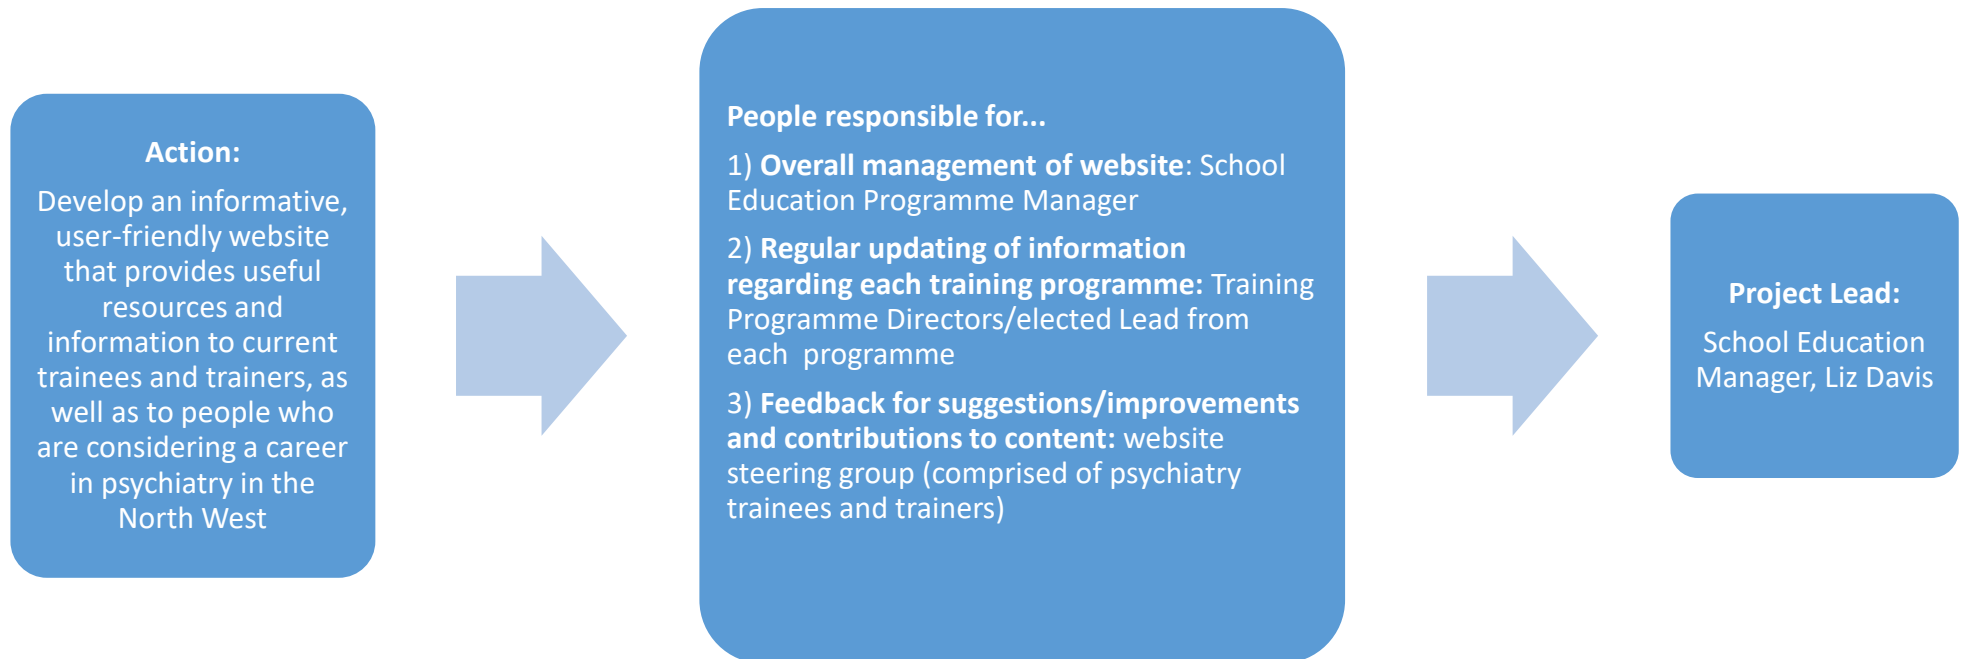 Action:
Develop an informative,
user-friendly website
that provides useful
resources and
information to current
trainees and trainers, as
well as to people who
are considering a career
in psychiatry in the
North West
People responsible for...
1) Overall management of website: School
Education Programme Manager
2) Regular updating of information
regarding each training programme: Training
Programme Directors/elected Lead from
each  programme
3) Feedback for suggestions/improvements
and contributions to content: website
steering group (comprised of psychiatry
trainees and trainers)
Project Lead:
School Education
Manager, Liz Davis